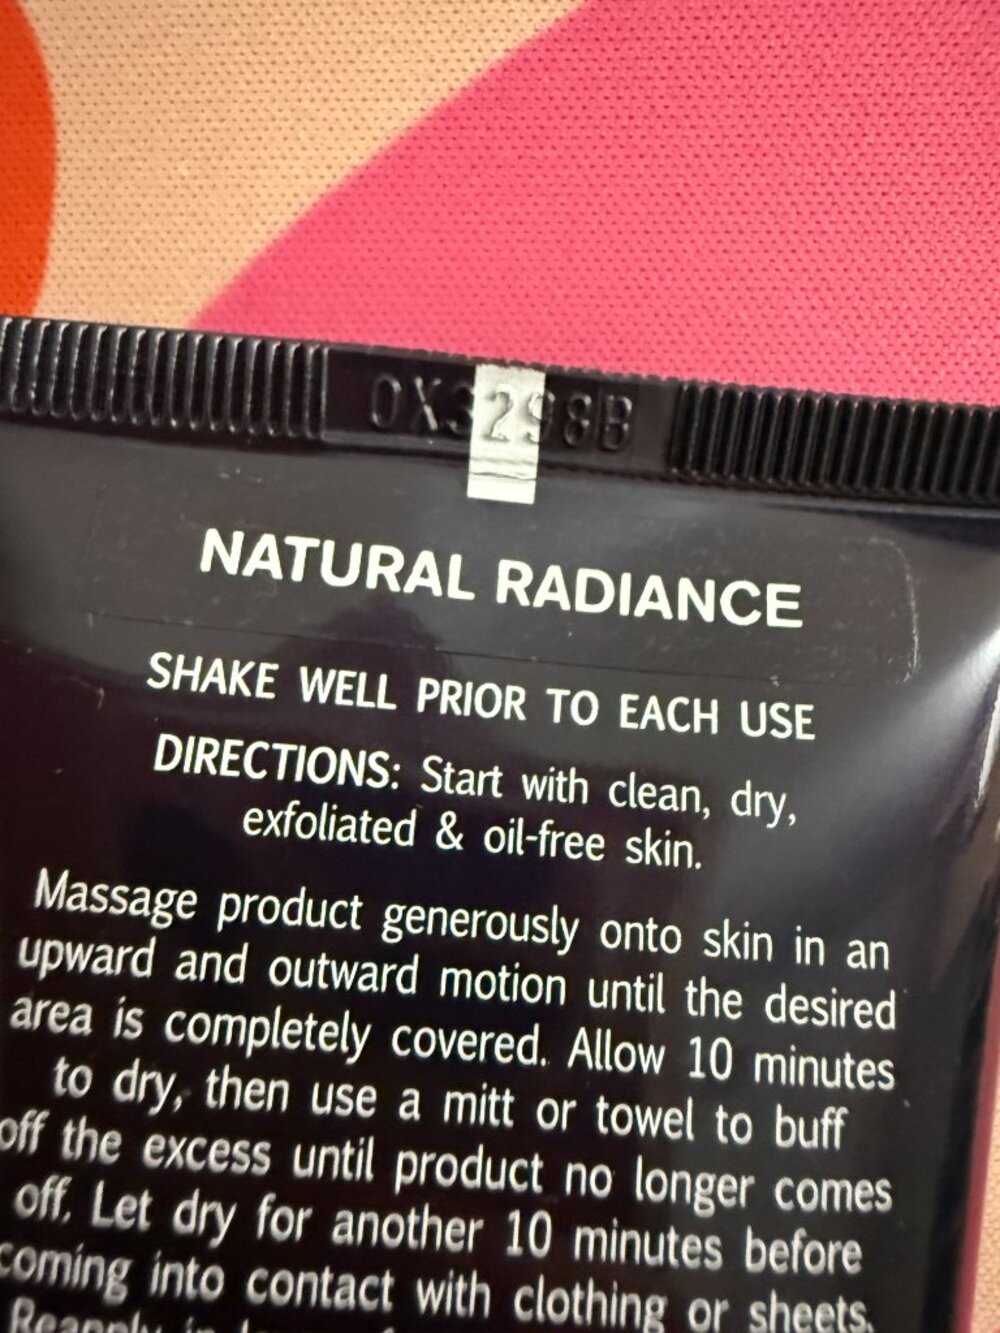 0X3298B
NATURAL RADIANCE
SHAKE WELL PRIOR TO EACH USE
DIRECTIONS: Start with clean, dry,
exfoliated & oil-free skin.
Massage product generously onto skin in an
upward and outward motion until the desired
area is completely covered. Allow 10 minutes
to dry, then use a mitt or towel to buff
off the excess until product no longer comes
off. Let dry for another 10 minutes before
coming into contact with clothing or sheets.
Reapply in